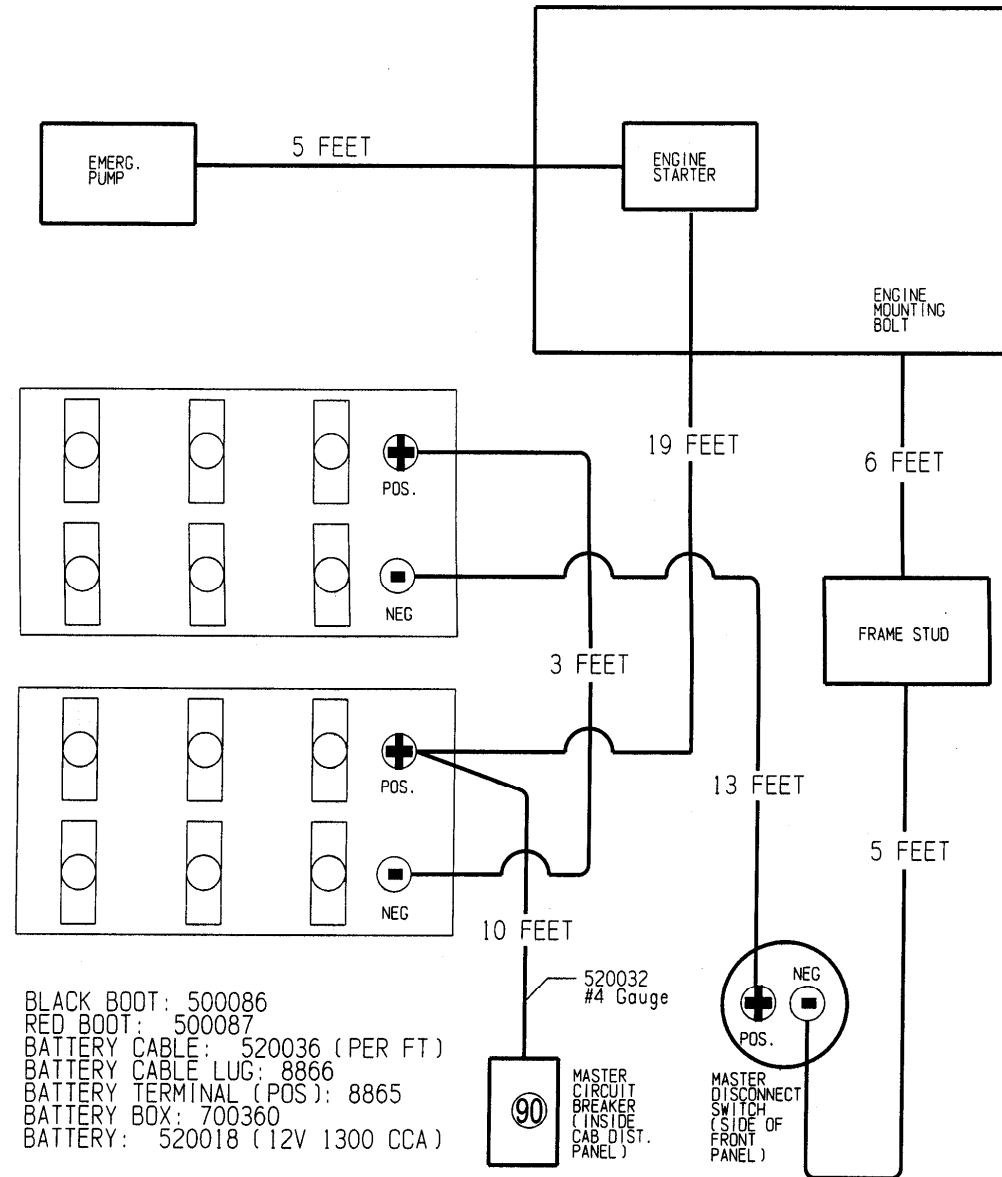 5 FEET
EMERG.
PUMP
ENGINE
STARTER
ENGINE
MOUNTING
BOLT
19 FEET
6 FEET
POS.
NEG
FRAME STUD
3 FEET
POS.
13 FEET
5 FEET
NEG
10 FEET
520032
#4 Gauge
NEG
POS.
BLACK BOOT: 500086
RED BOOT: 500087
BATTERY CABLE: 520036 (PER FT)
BATTERY CABLE LUG: 8866
BATTERY TERMINAL (POS): 8865
BATTERY BOX: 700360
BATTERY: 520018 (12V 1300 CCA)
90
MASTER
CIRCUIT
BREAKER
(INSIDE
CAB DIST.
PANEL)
MASTER
DISCONNECT
SWITCH
(SIDE OF
FRONT
PANEL)